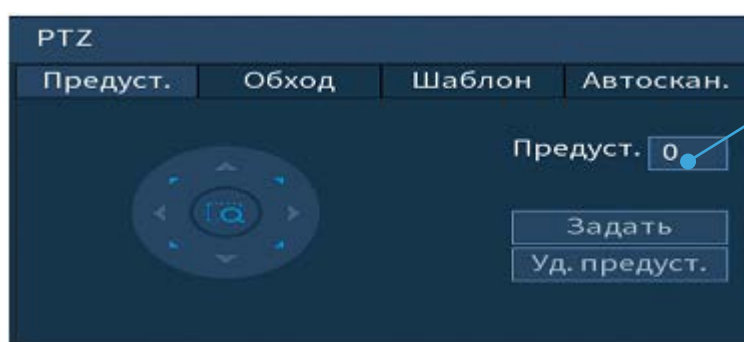 PTZ
Предуст. Обход Шаблон Автоскан.
Предуст. 0
Задать
Уд. предуст.